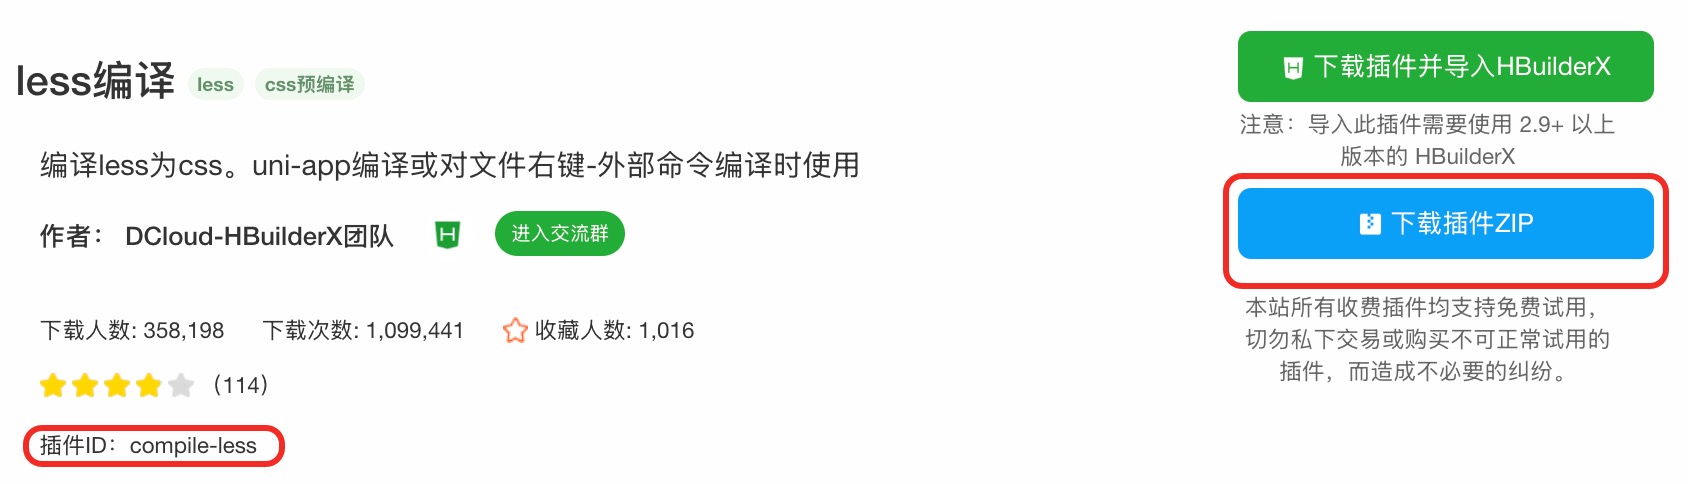 less编译 less css预编译
编译less为css。uni-app编译或对文件右键-外部命令编译时使用
作者： DCloud-HBuilderX团队 H 进入交流群
下载人数: 358,198 下载次数: 1,099,441 收藏人数: 1,016
（114）
插件ID：compile-less
H 下载插件并导入HBuilderX
注意：导入此插件需要使用 2.9+ 以上
版本的 HBuilderX
下载插件ZIP
本站所有收费插件均支持免费试用，
切勿私下交易或购买不可正常试用的
插件，而造成不必要的纠纷。